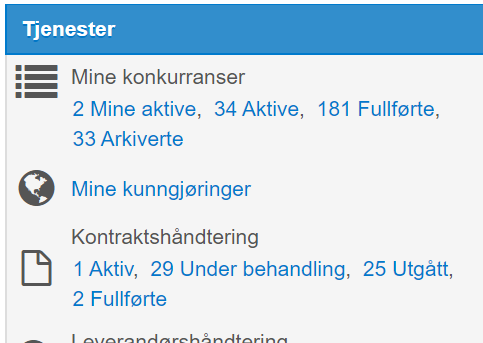 Tjenester
Mine konkurranser
2 Mine aktive, 34 Aktive, 181 Fullførte,
33 Arkiverte
Mine kunngjøringer
Kontraktshåndtering
1 Aktiv, 29 Under behandling, 25 Utgått,
2 Fullførte
Leverandørshåndtering